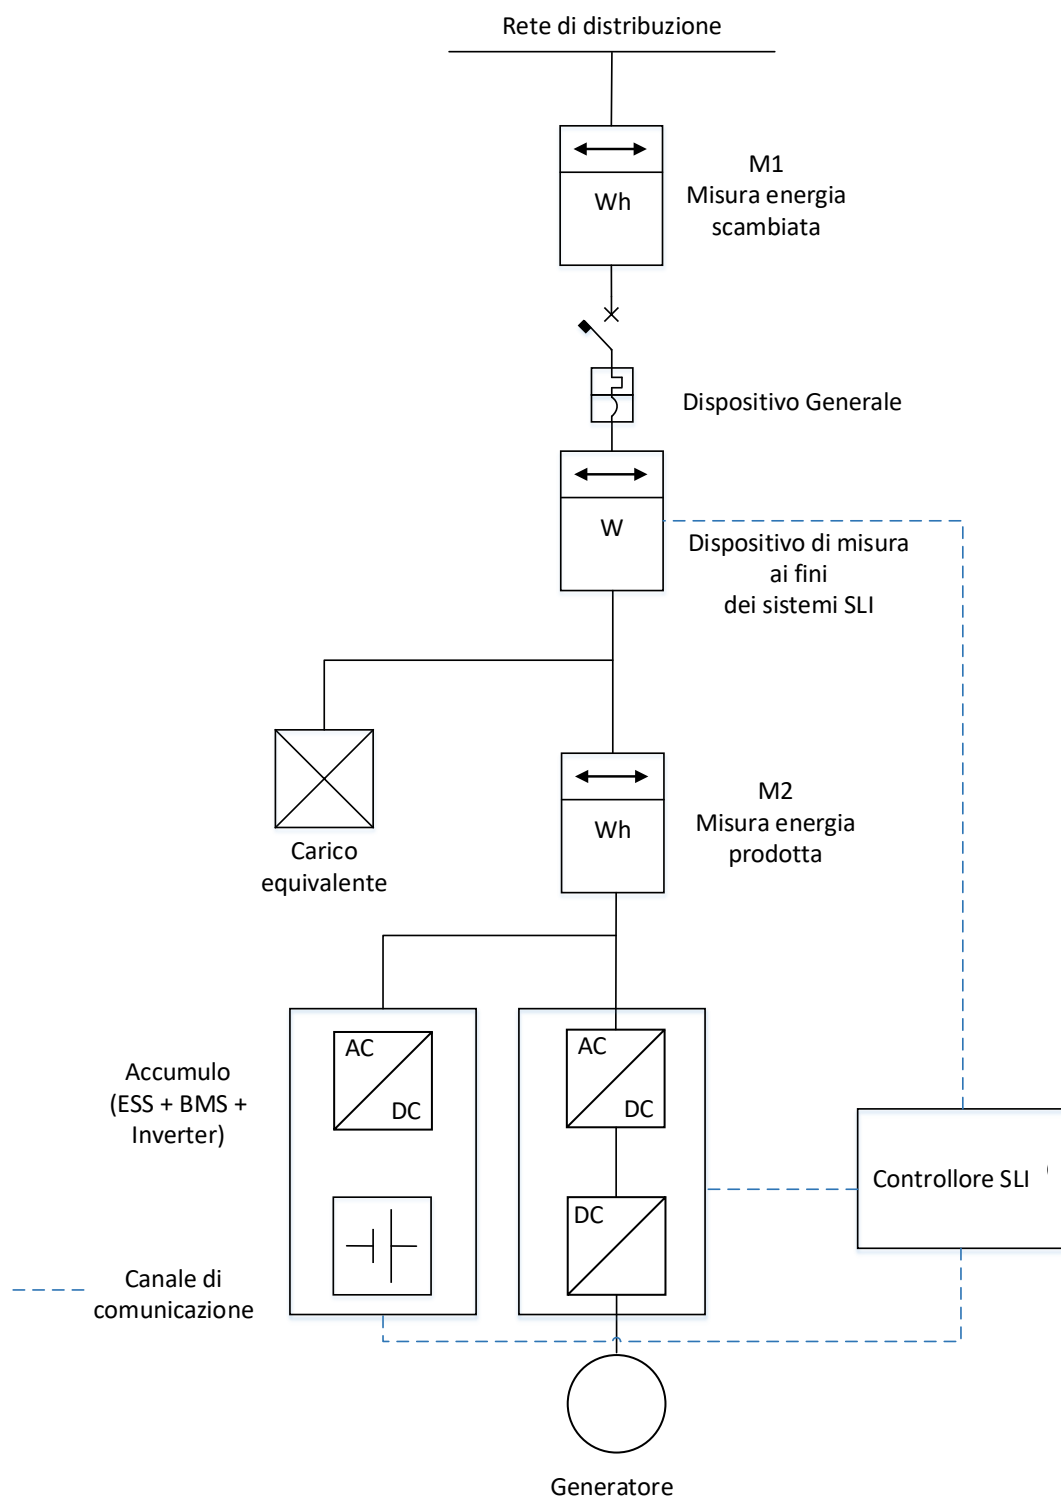 Rete di distribuzione
Wh
M1
Misura energia
scambiata
Dispositivo Generale
W
Dispositivo di misura
ai fini
dei sistemi SLI
Carico
equivalente
Wh
M2
Misura energia
prodotta
Accumulo
(ESS + BMS +
Inverter)
AC
DC
AC
DC
DC
Controllore SLI
Canale di
comunicazione
Generatore